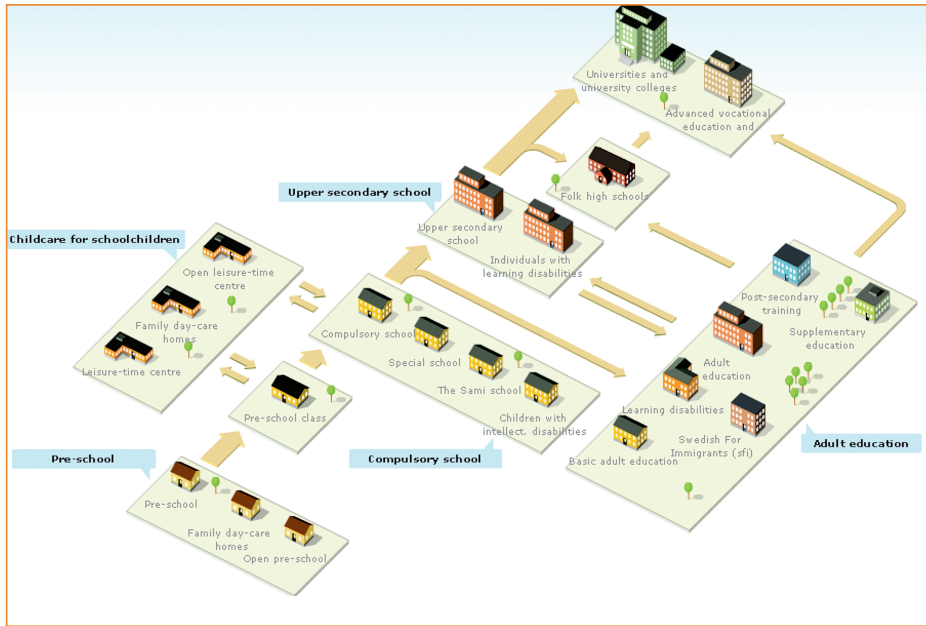 Universities and
university colleges
Advanced vocational
education and
Folk high schools
Upper secondary school
Upper secondary
school
Individuals with
learning disabilities
Childcare for schoolchildren
Open leisure-time
centre
Family day-care
homes
Leisure-time centre
Compulsory school
Special school
The Sami school
Children with
intellect. disabilities
Pre-school class
Post-secondary
training
Supplementary
education
Adult
education
Learning disabilities
Swedish For
Immigrants (sfi)
Basic adult education
Adult education
Pre-school
Compulsory school
Pre-school
Family day-care
homes
Open pre-school